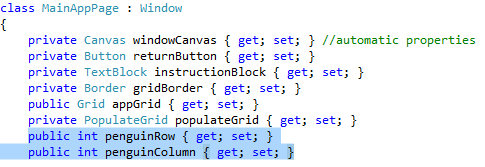 class MainAppPage : Window
{
    private Canvas windowCanvas { get; set; } //automatic properties
    private Button returnButton { get; set; }
    private TextBlock instructionBlock { get; set; }
    private Border gridBorder { get; set; }
    public Grid appGrid { get; set; }
    private PopulateGrid populateGrid { get; set; }
    public int penguinRow { get; set; }
    public int penguinColumn { get; set; }